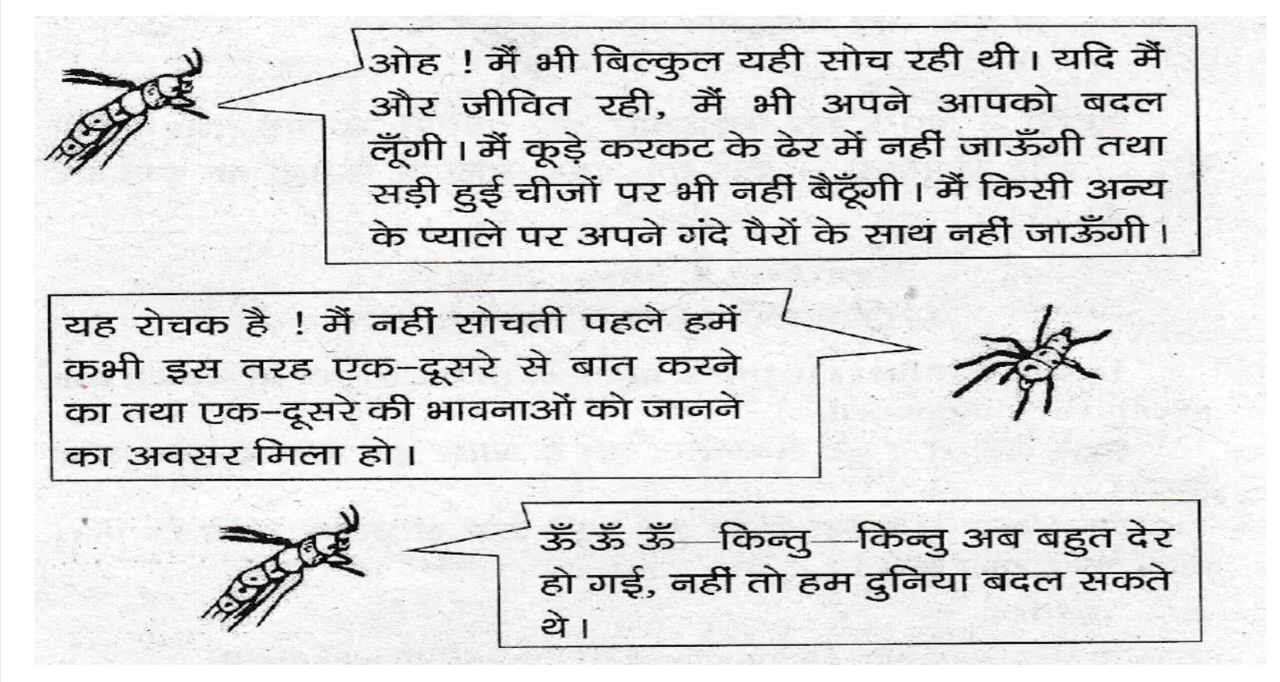 ओह ! मैं भी बिल्कुल यही सोच रही थी। यदि मैं
और जीवित रही, मैं भी अपने आपको बदल
लूँगी। मैं कूड़े करकट के ढेर में नहीं जाऊँगी तथा
सड़ी हुई चीजों पर भी नहीं बैठूँगी। मैं किसी अन्य
के प्याले पर अपने गंदे पैरों के साथ नहीं जाऊँगी।
यह रोचक है ! मैं नहीं सोचती पहले हमें
कभी इस तरह एक–दूसरे से बात करने
का तथा एक–दूसरे की भावनाओं को जानने
का अवसर मिला हो।
ऊँ ऊँ ऊँ—किन्तु—किन्तु अब बहुत देर
हो गई, नहीं तो हम दुनिया बदल सकते
थे।